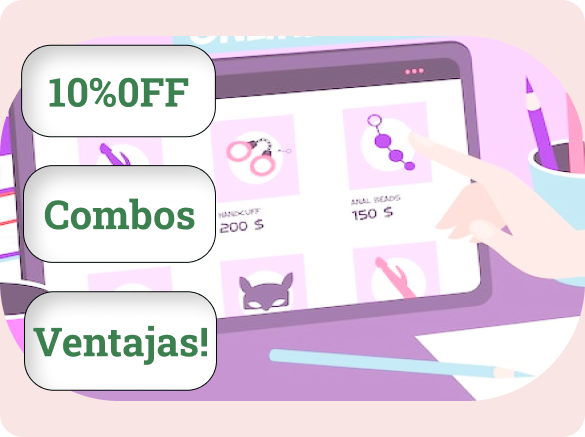 10%0FF
HANDCUFF
200 $
ANAL BEADS
150 $
Combos
Ventajas!